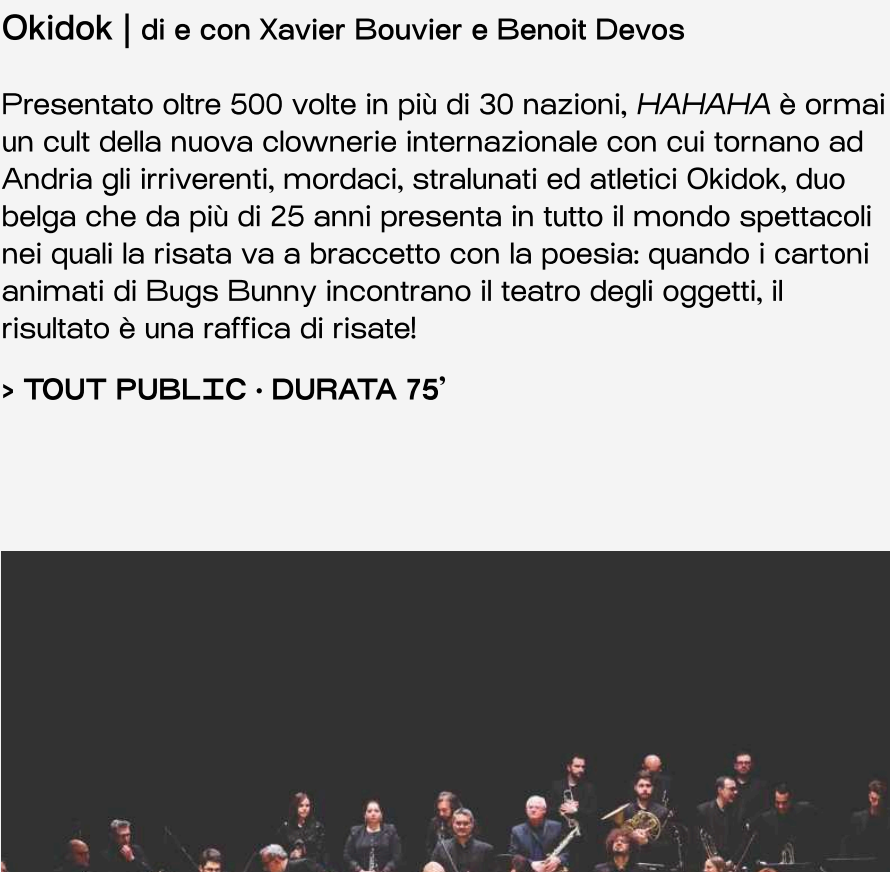 Okidok | di e con Xavier Bouvier e Benoit Devos
Presentato oltre 500 volte in più di 30 nazioni, HAHAHA è ormai
un cult della nuova clownerie internazionale con cui tornano ad
Andria gli irriverenti, mordaci, stralunati ed atletici Okidok, duo
belga che da più di 25 anni presenta in tutto il mondo spettacoli
nei quali la risata va a braccetto con la poesia: quando i cartoni
animati di Bugs Bunny incontrano il teatro degli oggetti, il
risultato è una raffica di risate!
> TOUT PUBLIC · DURATA 75’